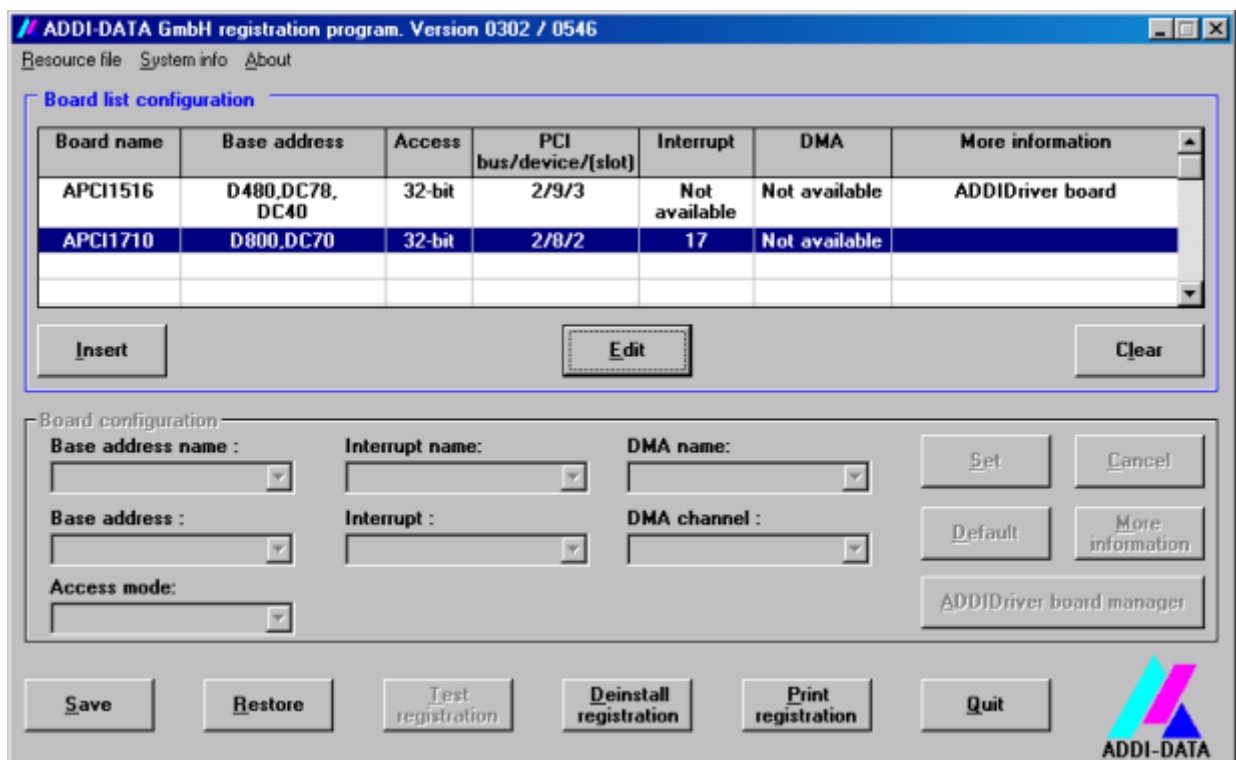 ADDI-DATA GmbH registration program. Version 0302 / 0546
Resource file System info About
Board list configuration
Board name Base address Access PCI bus/device/(slot) Interrupt DMA More information
APCI1516 D480,DC78, DC40 32-bit 2/9/3 Not available Not available ADDIDriver board
APCI1710 D800,DC70 32-bit 2/8/2 17 Not available
Insert Edit Clear
Board configuration
Base address name : Interrupt name: DMA name:
Set Cancel
Base address : Interrupt : DMA channel :
Default More information
Access mode:
ADDIDriver board manager
Save Restore Test registration Deinstall registration Print registration Quit
ADDI-DATA